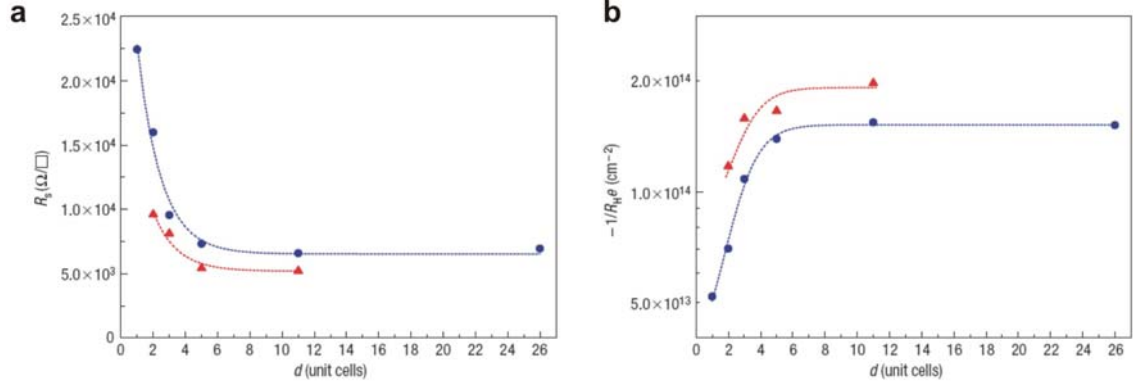 a
2.5×10⁴
2.0×10⁴
1.5×10⁴
1.0×10⁴
5.0×10³
0
Rs (Ω/□)
0 2 4 6 8 10 12 14 16 18 20 22 24 26
d (unit cells)
b
2.0×10¹⁴
1.0×10¹⁴
5.0×10¹³
−1/RHe (cm⁻²)
0 2 4 6 8 10 12 14 16 18 20 22 24 26
d (unit cells)